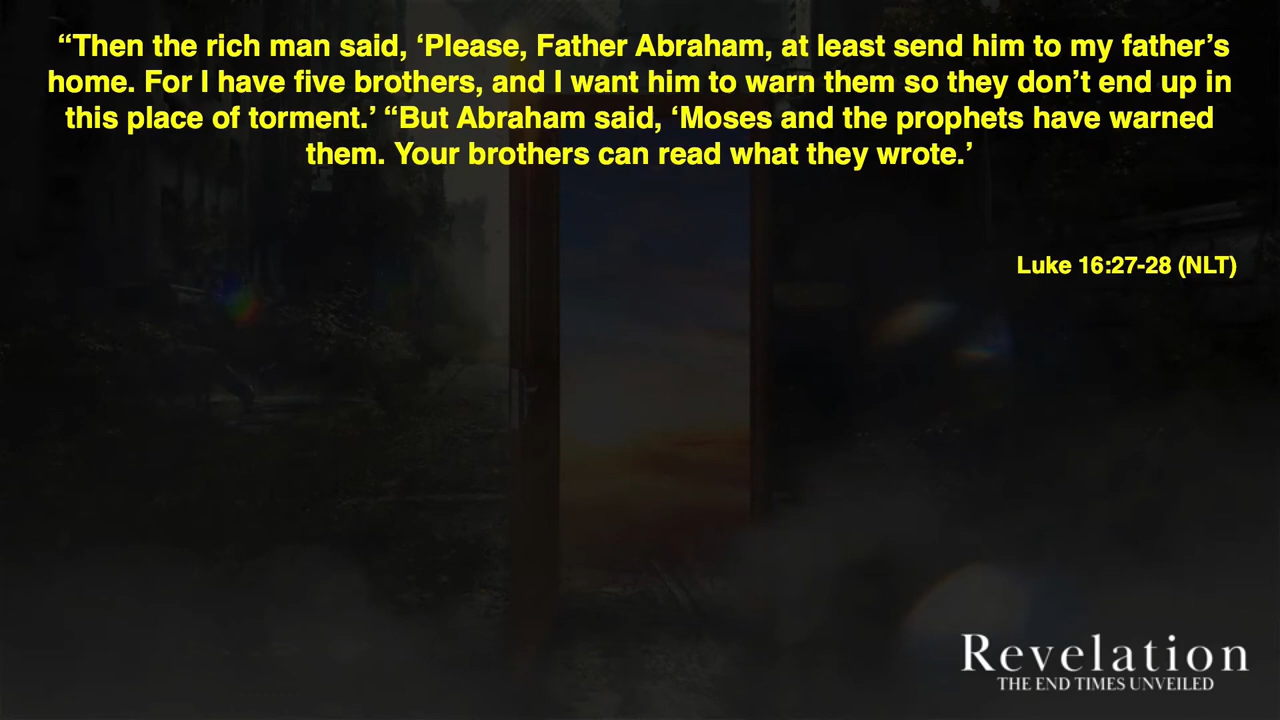 “Then the rich man said, ‘Please, Father Abraham, at least send him to my father’s
home. For I have five brothers, and I want him to warn them so they don’t end up in
this place of torment.’ “But Abraham said, ‘Moses and the prophets have warned
them. Your brothers can read what they wrote.’
Luke 16:27-28 (NLT)
Revelation
THE END TIMES UNVEILED